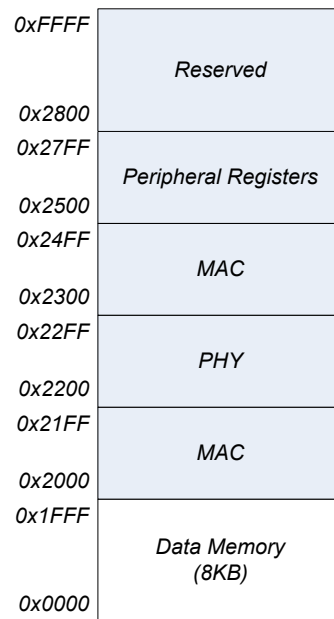 0xFFFF
Reserved
0x2800
0x27FF
Peripheral Registers
0x2500
0x24FF
MAC
0x2300
0x22FF
PHY
0x2200
0x21FF
MAC
0x2000
0x1FFF
Data Memory
(8KB)
0x0000